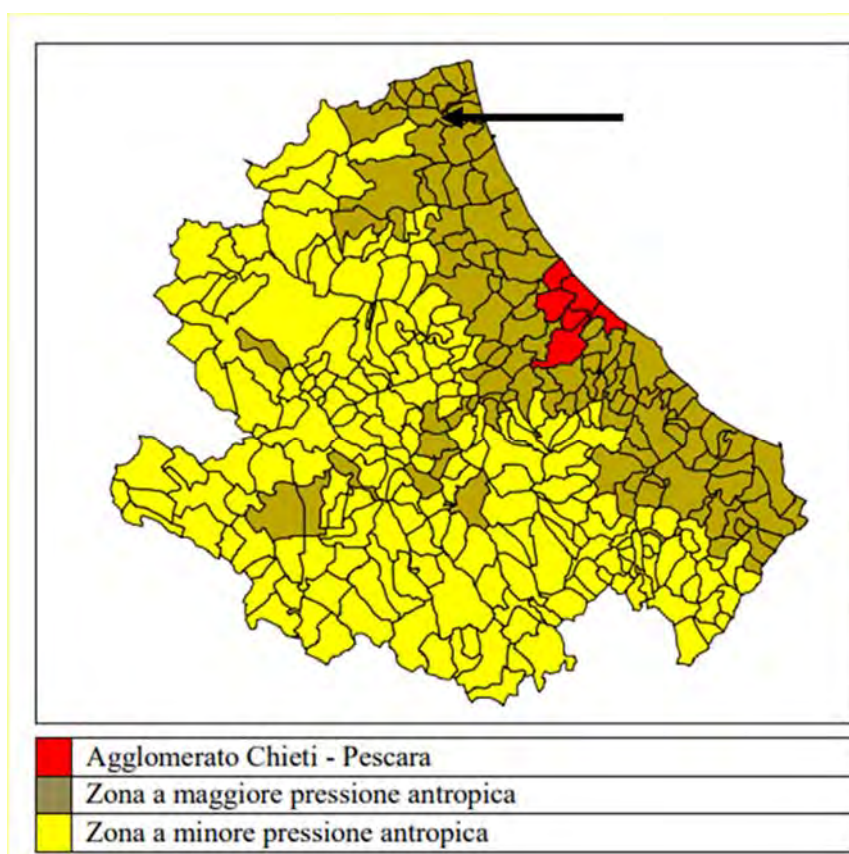 Agglomerato Chieti - Pescara
Zona a maggiore pressione antropica
Zona a minore pressione antropica